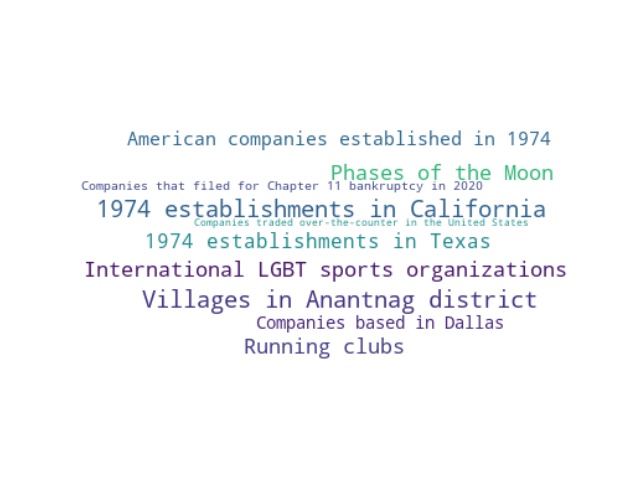 American companies established in 1974
Phases of the Moon
Companies that filed for Chapter 11 bankruptcy in 2020
1974 establishments in California
Companies traded over-the-counter in the United States
1974 establishments in Texas
International LGBT sports organizations
Villages in Anantnag district
Companies based in Dallas
Running clubs